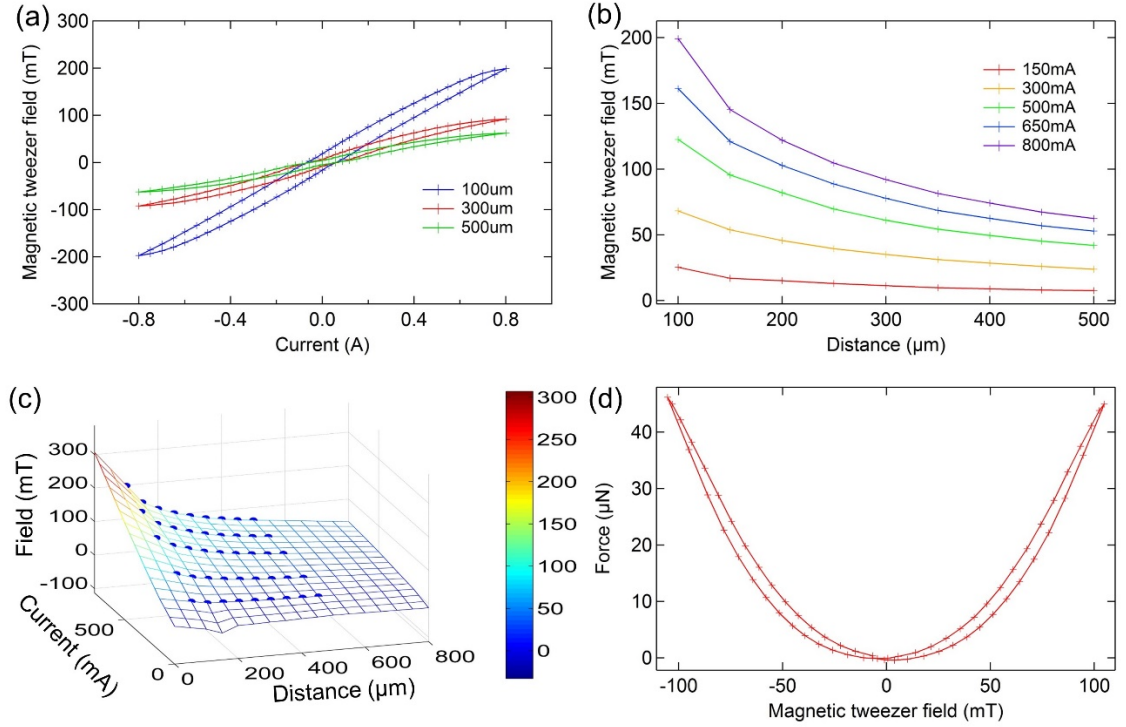 (a)
Magnetic tweezer field (mT)
300
200
100
0
-100
-200
-300
100um
300um
500um
-0.8
-0.4
0.0
0.4
0.8
Current (A)
(b)
Magnetic tweezer field (mT)
200
150
100
50
0
150mA
300mA
500mA
650mA
800mA
100
200
300
400
500
Distance (µm)
(c)
Field (mT)
300
200
100
0
-100
Current (mA)
500
0
0
200
400
600
800
Distance (µm)
300
250
200
150
100
50
0
(d)
Force (µN)
40
30
20
10
0
-100
-50
0
50
100
Magnetic tweezer field (mT)